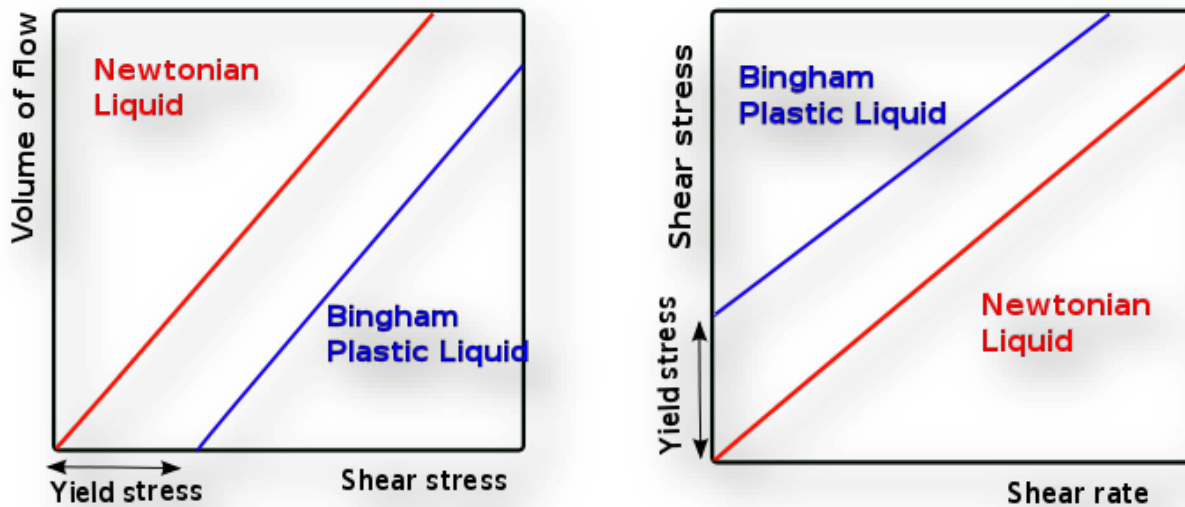 Volume of flow
Newtonian
Liquid
Bingham
Plastic Liquid
Yield stress
Shear stress
Shear stress
Bingham
Plastic Liquid
Yield stress
Newtonian
Liquid
Shear rate